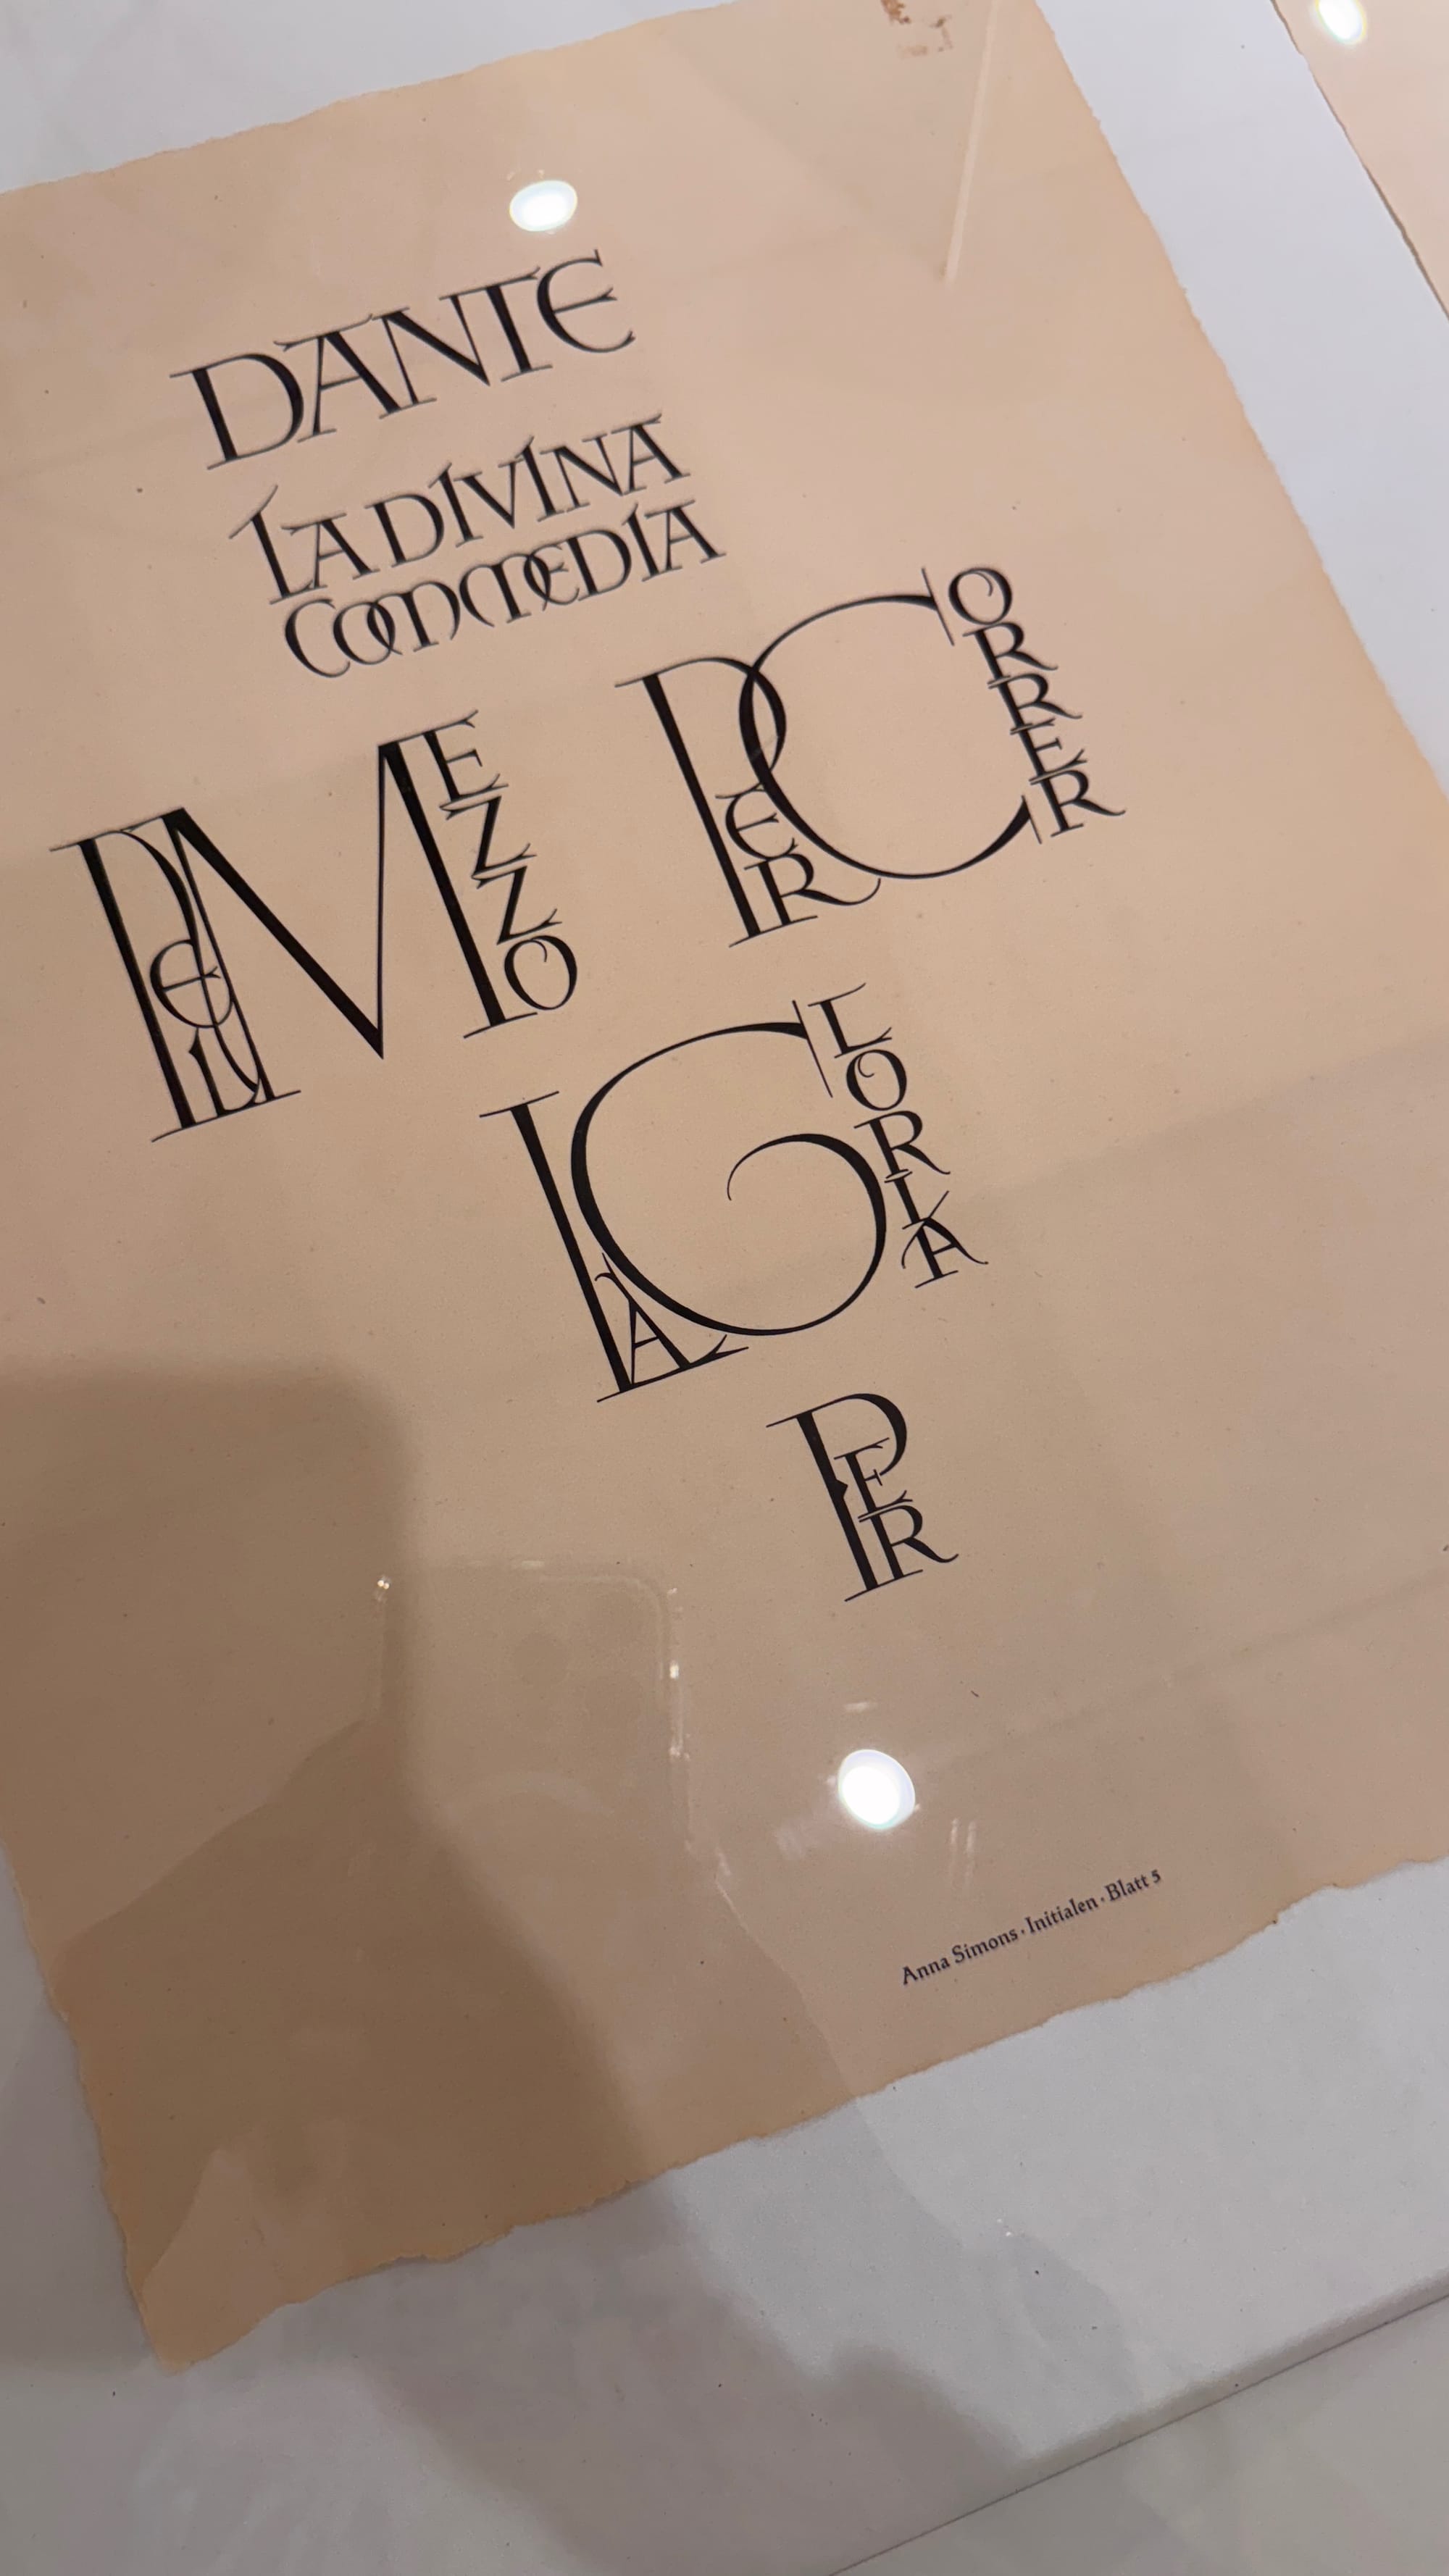 DANTE
LA DIVINA
COMMEDIA
NEL MEZZO
PER CORRER
LA GLORIA
PER
Anna Simons · Initialen · Blatt 5